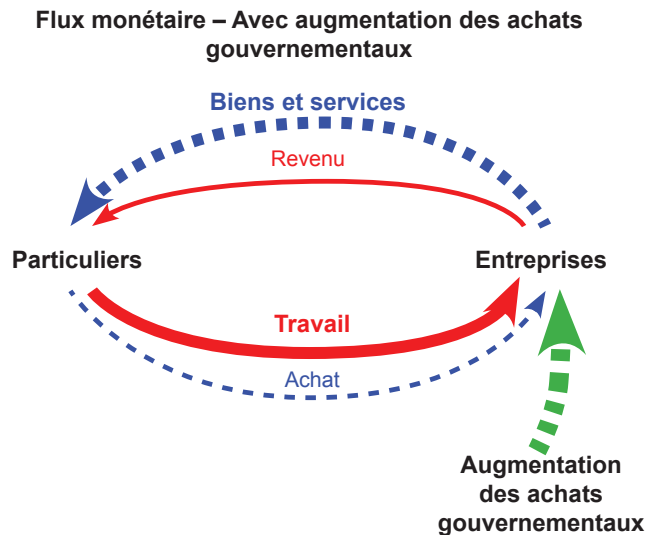 Flux monétaire – Avec augmentation des achats
gouvernementaux
Biens et services
Revenu
Particuliers
Entreprises
Travail
Achat
Augmentation
des achats
gouvernementaux